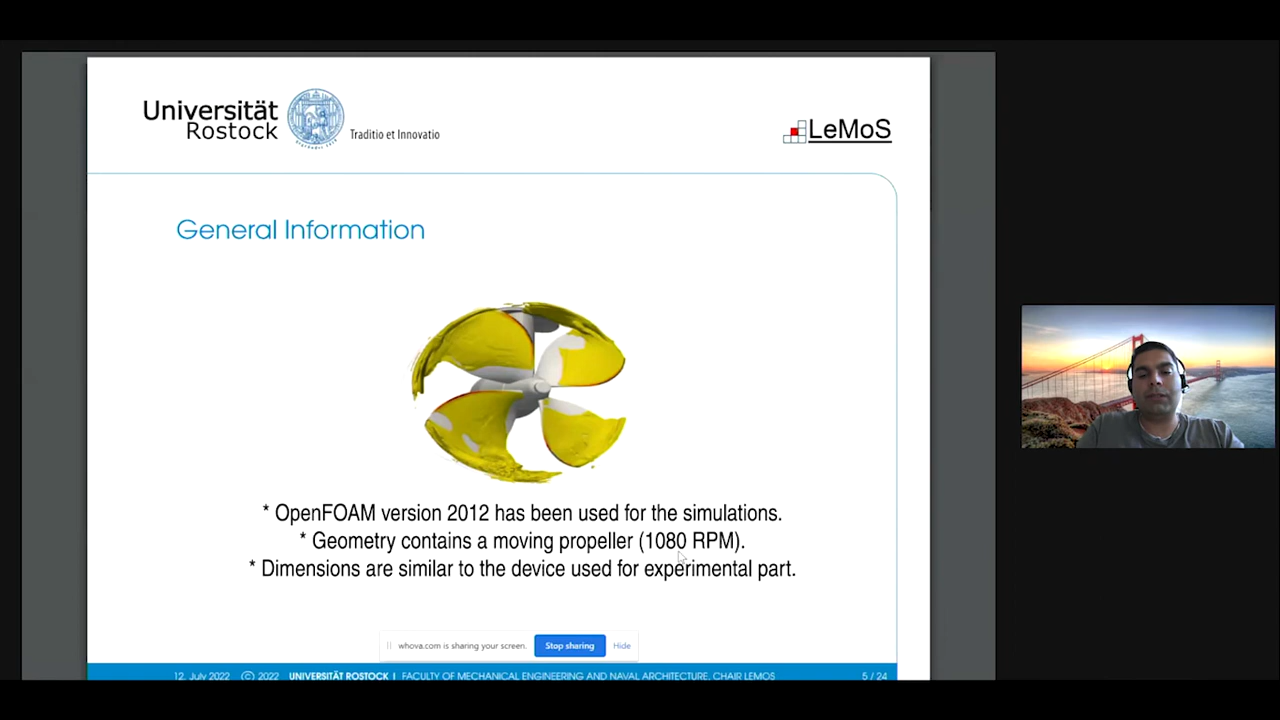 Universität
Rostock
Traditio et Innovatio
LeMoS
General Information
* OpenFOAM version 2012 has been used for the simulations.
* Geometry contains a moving propeller (1080 RPM).
* Dimensions are similar to the device used for experimental part.
whova.com is sharing your screen. Stop sharing Hide
12. July 2022 © 2022 UNIVERSITÄT ROSTOCK | FACULTY OF MECHANICAL ENGINEERING AND NAVAL ARCHITECTURE, CHAIR LEMOS 5 / 24